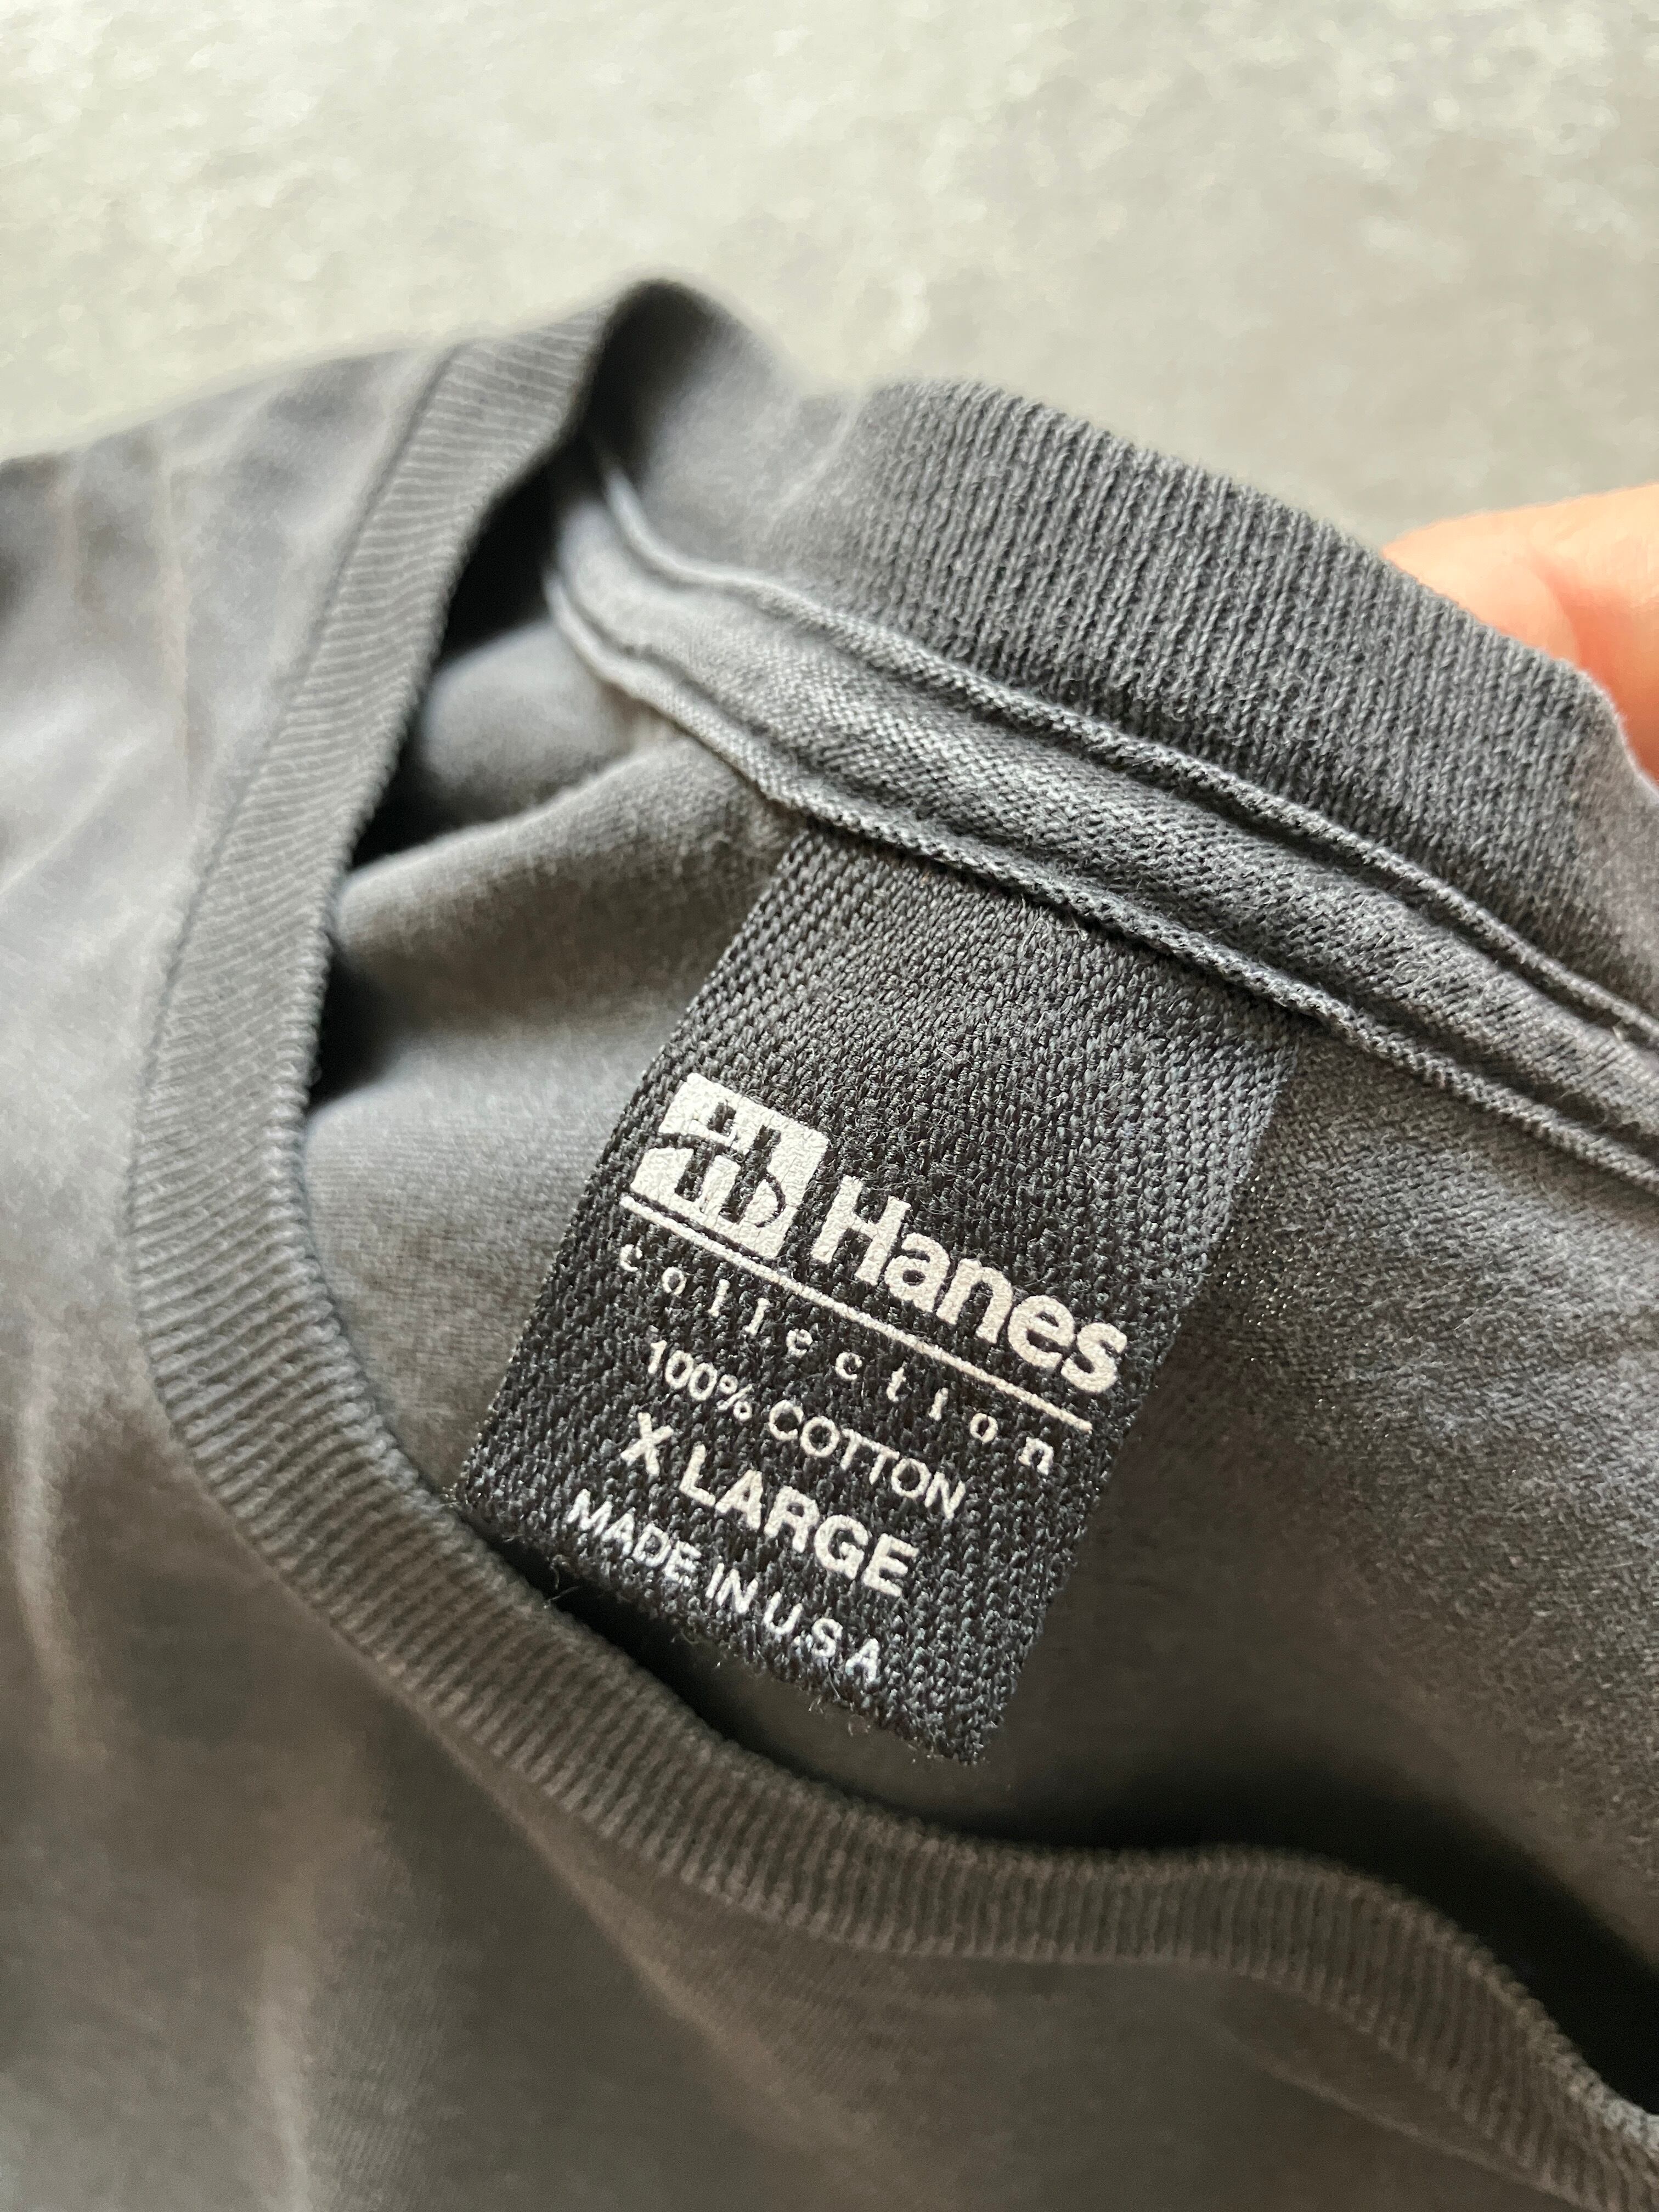 Hanes
collection
100% COTTON
X LARGE
MADE IN U.S.A.